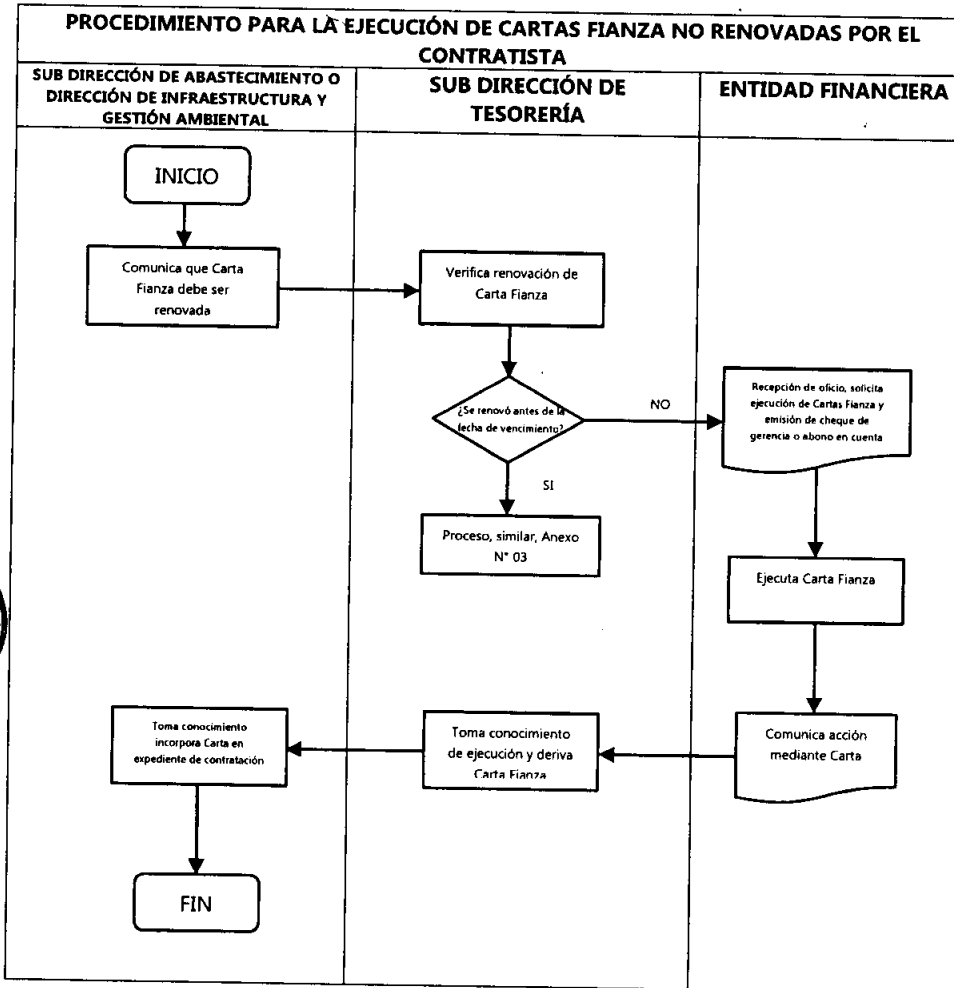 PROCEDIMIENTO PARA LA EJECUCIÓN DE CARTAS FIANZA NO RENOVADAS POR EL
CONTRATISTA
SUB DIRECCIÓN DE ABASTECIMIENTO O
DIRECCIÓN DE INFRAESTRUCTURA Y
GESTIÓN AMBIENTAL
SUB DIRECCIÓN DE
TESORERÍA
ENTIDAD FINANCIERA
INICIO
Comunica que Carta
Fianza debe ser
renovada
Verifica renovación de
Carta Fianza
¿Se renovó antes de la
fecha de vencimiento?
NO
Recepción de oficio, solicita
ejecución de Cartas Fianza y
emisión de cheque de
gerencia o abono en cuenta
SI
Proceso, similar, Anexo
N° 03
Ejecuta Carta Fianza
Comunica acción
mediante Carta
Toma conocimiento
de ejecución y deriva
Carta Fianza
Toma conocimiento
incorpora Carta en
expediente de contratación
FIN